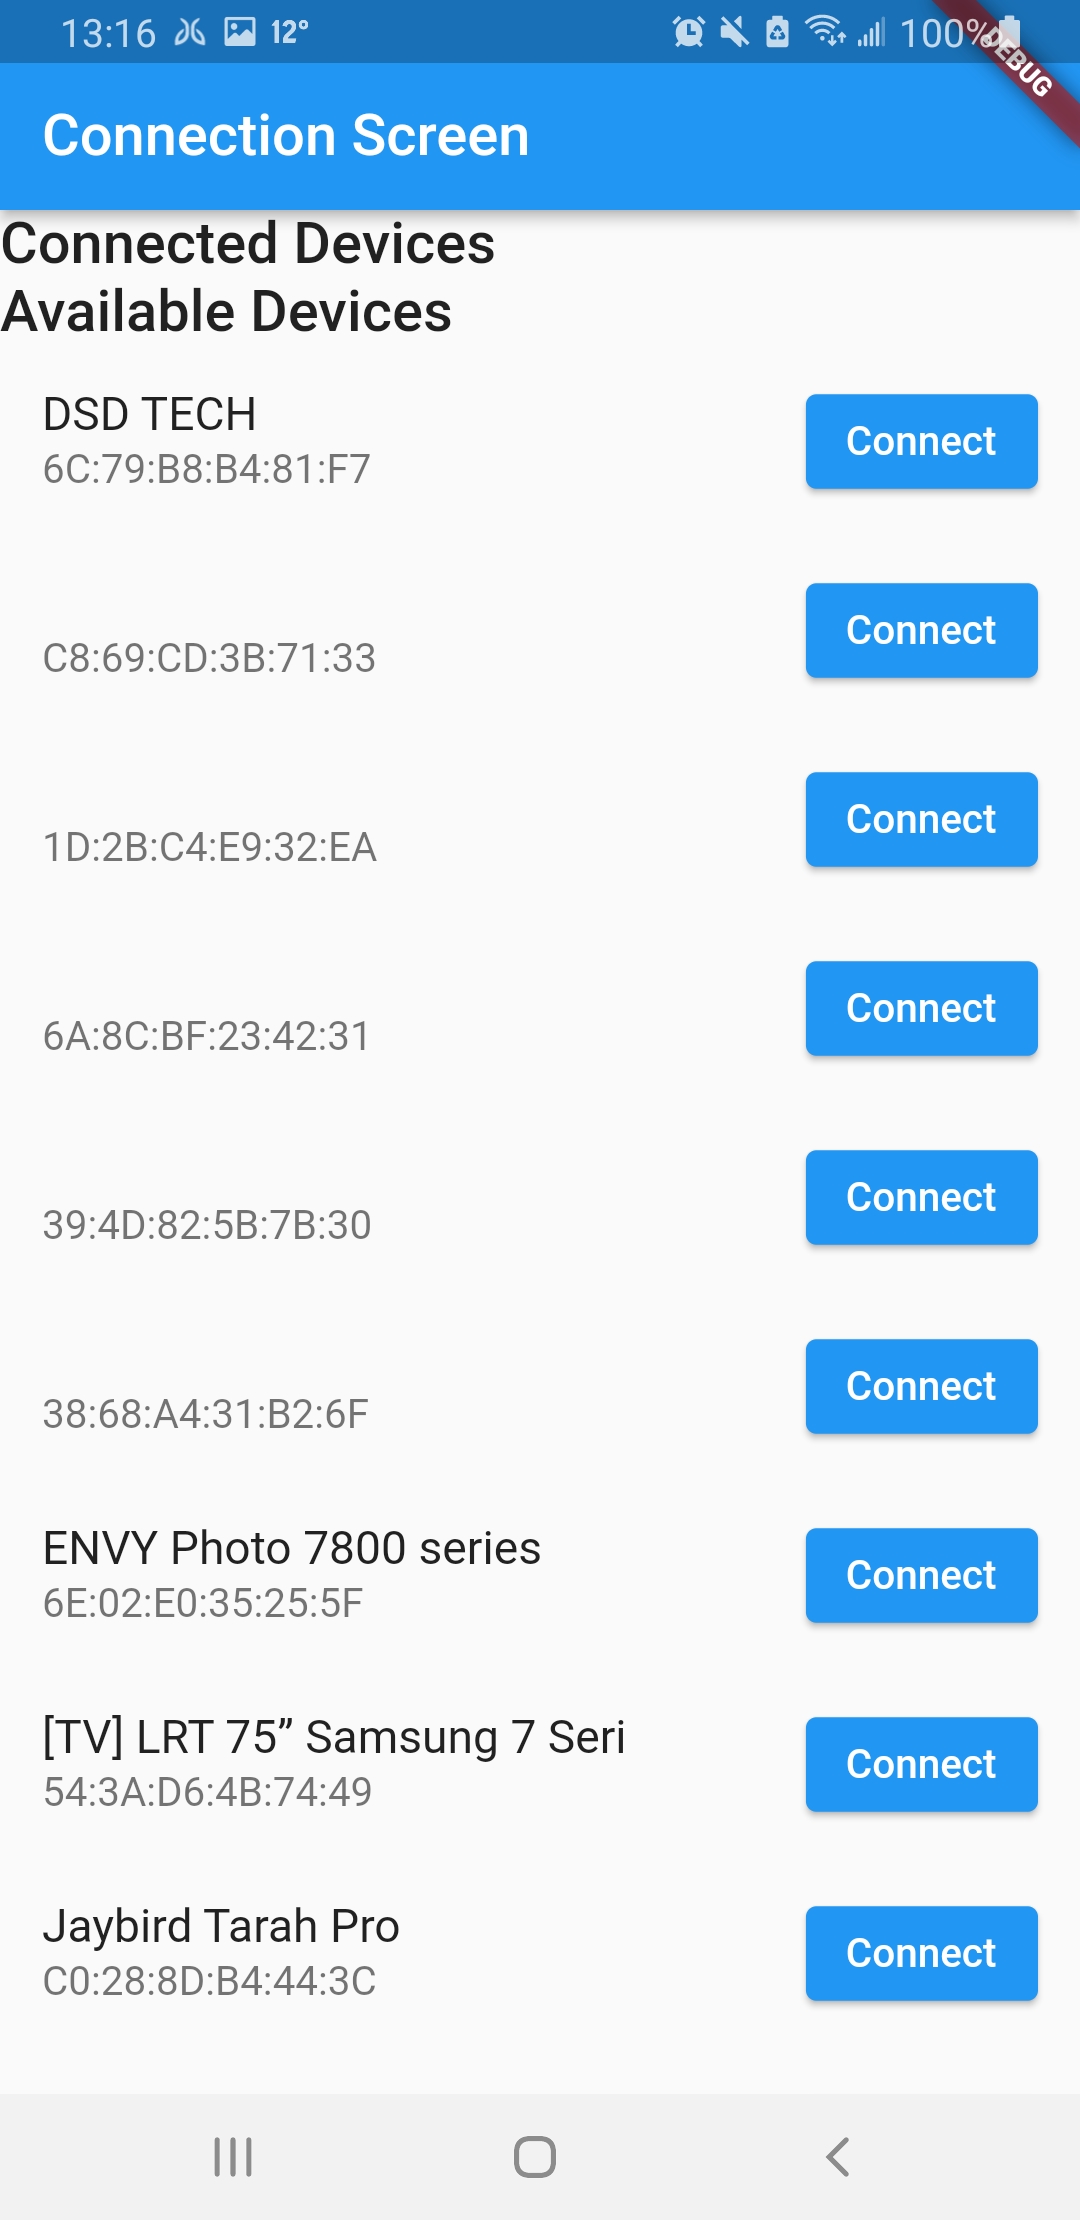 13:16 12° 100%
DEBUG
Connection Screen
Connected Devices
Available Devices
DSD TECH
6C:79:B8:B4:81:F7
Connect
C8:69:CD:3B:71:33
Connect
1D:2B:C4:E9:32:EA
Connect
6A:8C:BF:23:42:31
Connect
39:4D:82:5B:7B:30
Connect
38:68:A4:31:B2:6F
Connect
ENVY Photo 7800 series
6E:02:E0:35:25:5F
Connect
[TV] LRT 75” Samsung 7 Seri
54:3A:D6:4B:74:49
Connect
Jaybird Tarah Pro
C0:28:8D:B4:44:3C
Connect